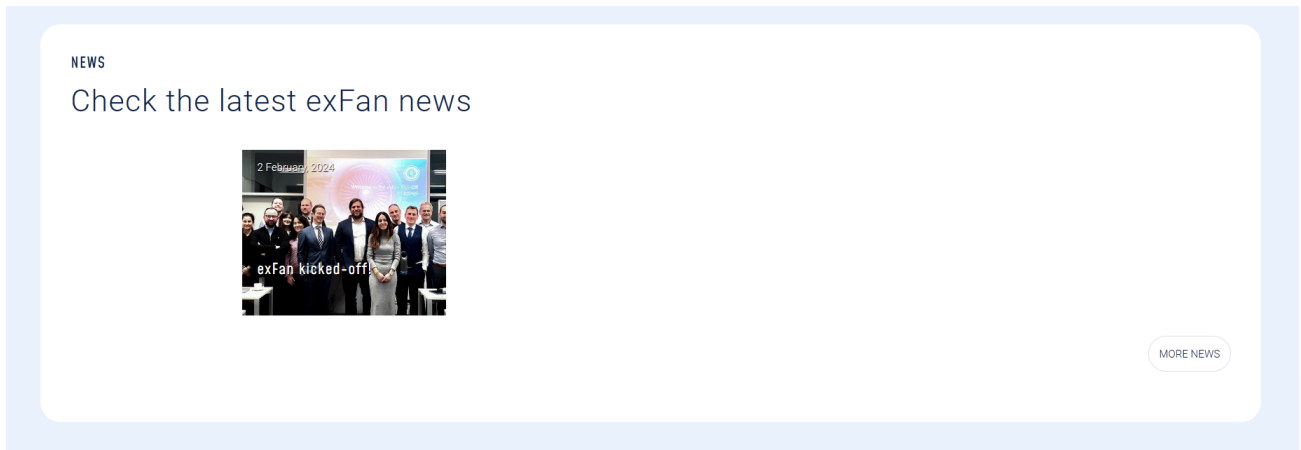 NEWS
Check the latest exFan news
2 February, 2024
exFan kicked-off!
MORE NEWS